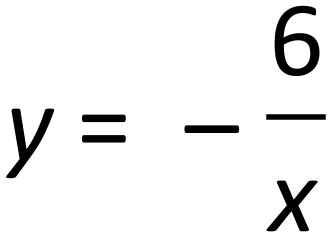 y = − 6/x